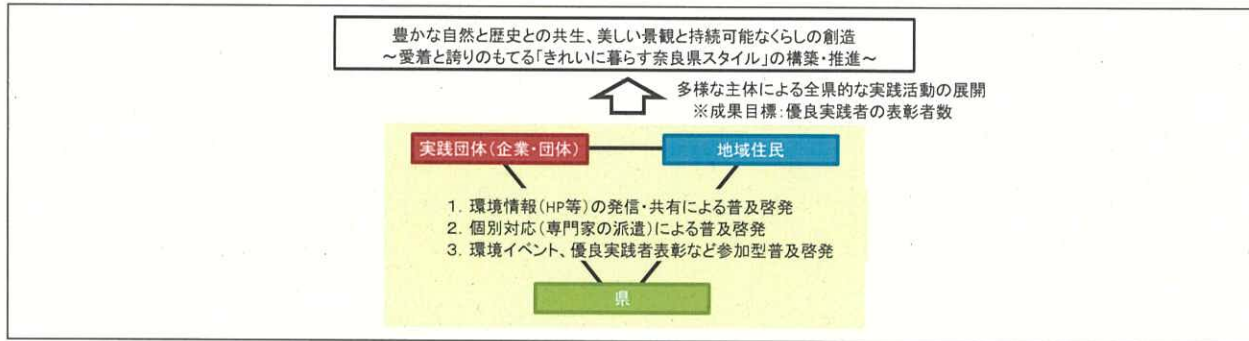 豊かな自然と歴史との共生、美しい景観と持続可能なくらしの創造
～愛着と誇りのもてる「きれいに暮らす奈良県スタイル」の構築・推進～
多様な主体による全県的な実践活動の展開
※成果目標：優良実践者の表彰者数
実践団体（企業・団体）
地域住民
1．環境情報（HP等）の発信・共有による普及啓発
2．個別対応（専門家の派遣）による普及啓発
3．環境イベント、優良実践者表彰など参加型普及啓発
県